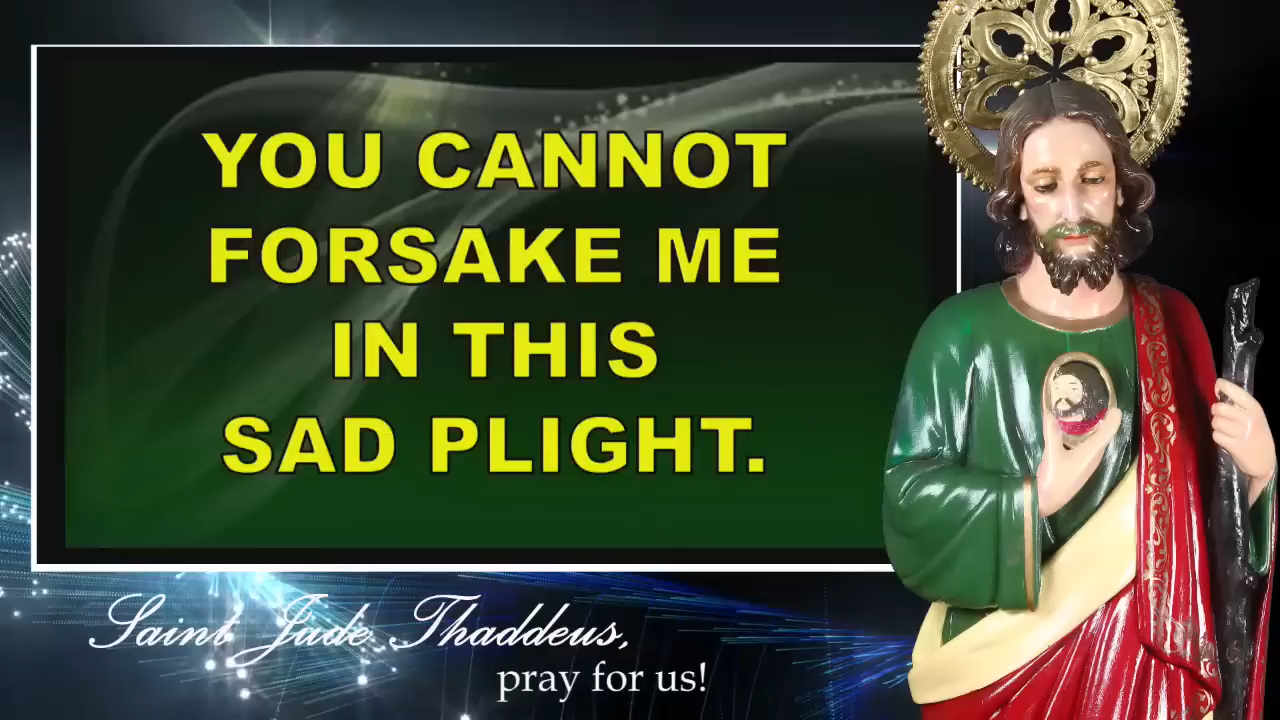 YOU CANNOT
FORSAKE ME
IN THIS
SAD PLIGHT.
Saint Jude Thaddeus,
pray for us!